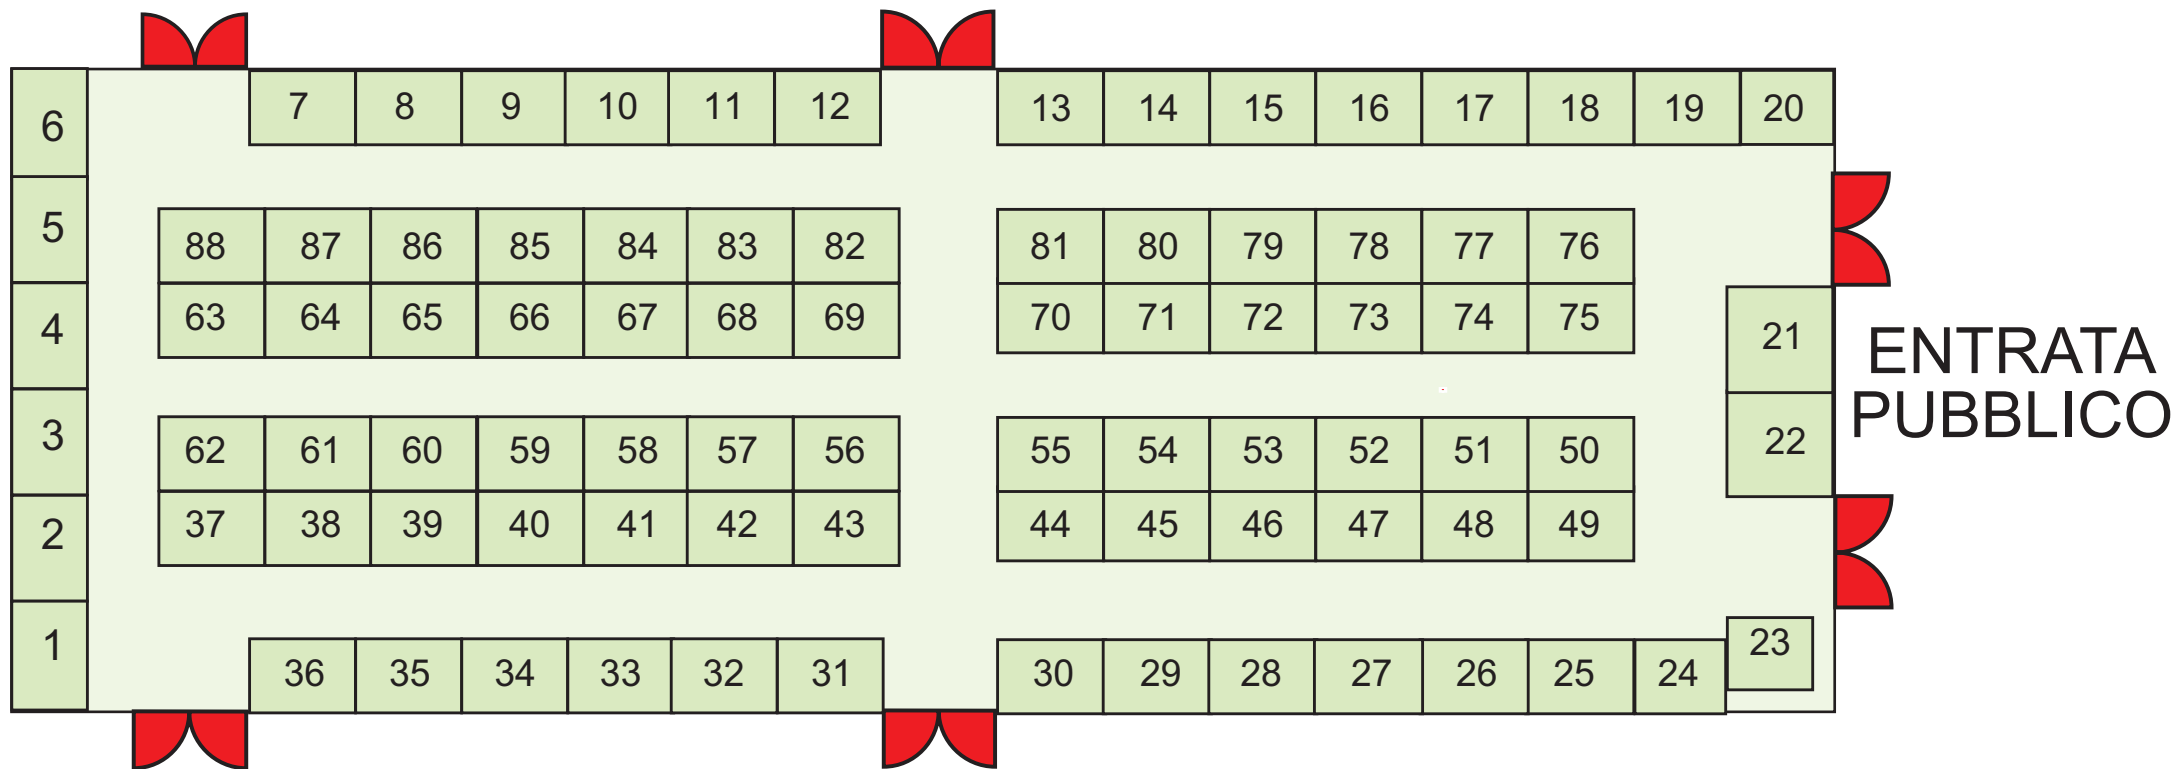 6 7 8 9 10 11 12 13 14 15 16 17 18 19 20
5 88 87 86 85 84 83 82 81 80 79 78 77 76
4 63 64 65 66 67 68 69 70 71 72 73 74 75 21
ENTRATA
PUBBLICO
3 62 61 60 59 58 57 56 55 54 53 52 51 50 22
2 37 38 39 40 41 42 43 44 45 46 47 48 49
1 36 35 34 33 32 31 30 29 28 27 26 25 24 23